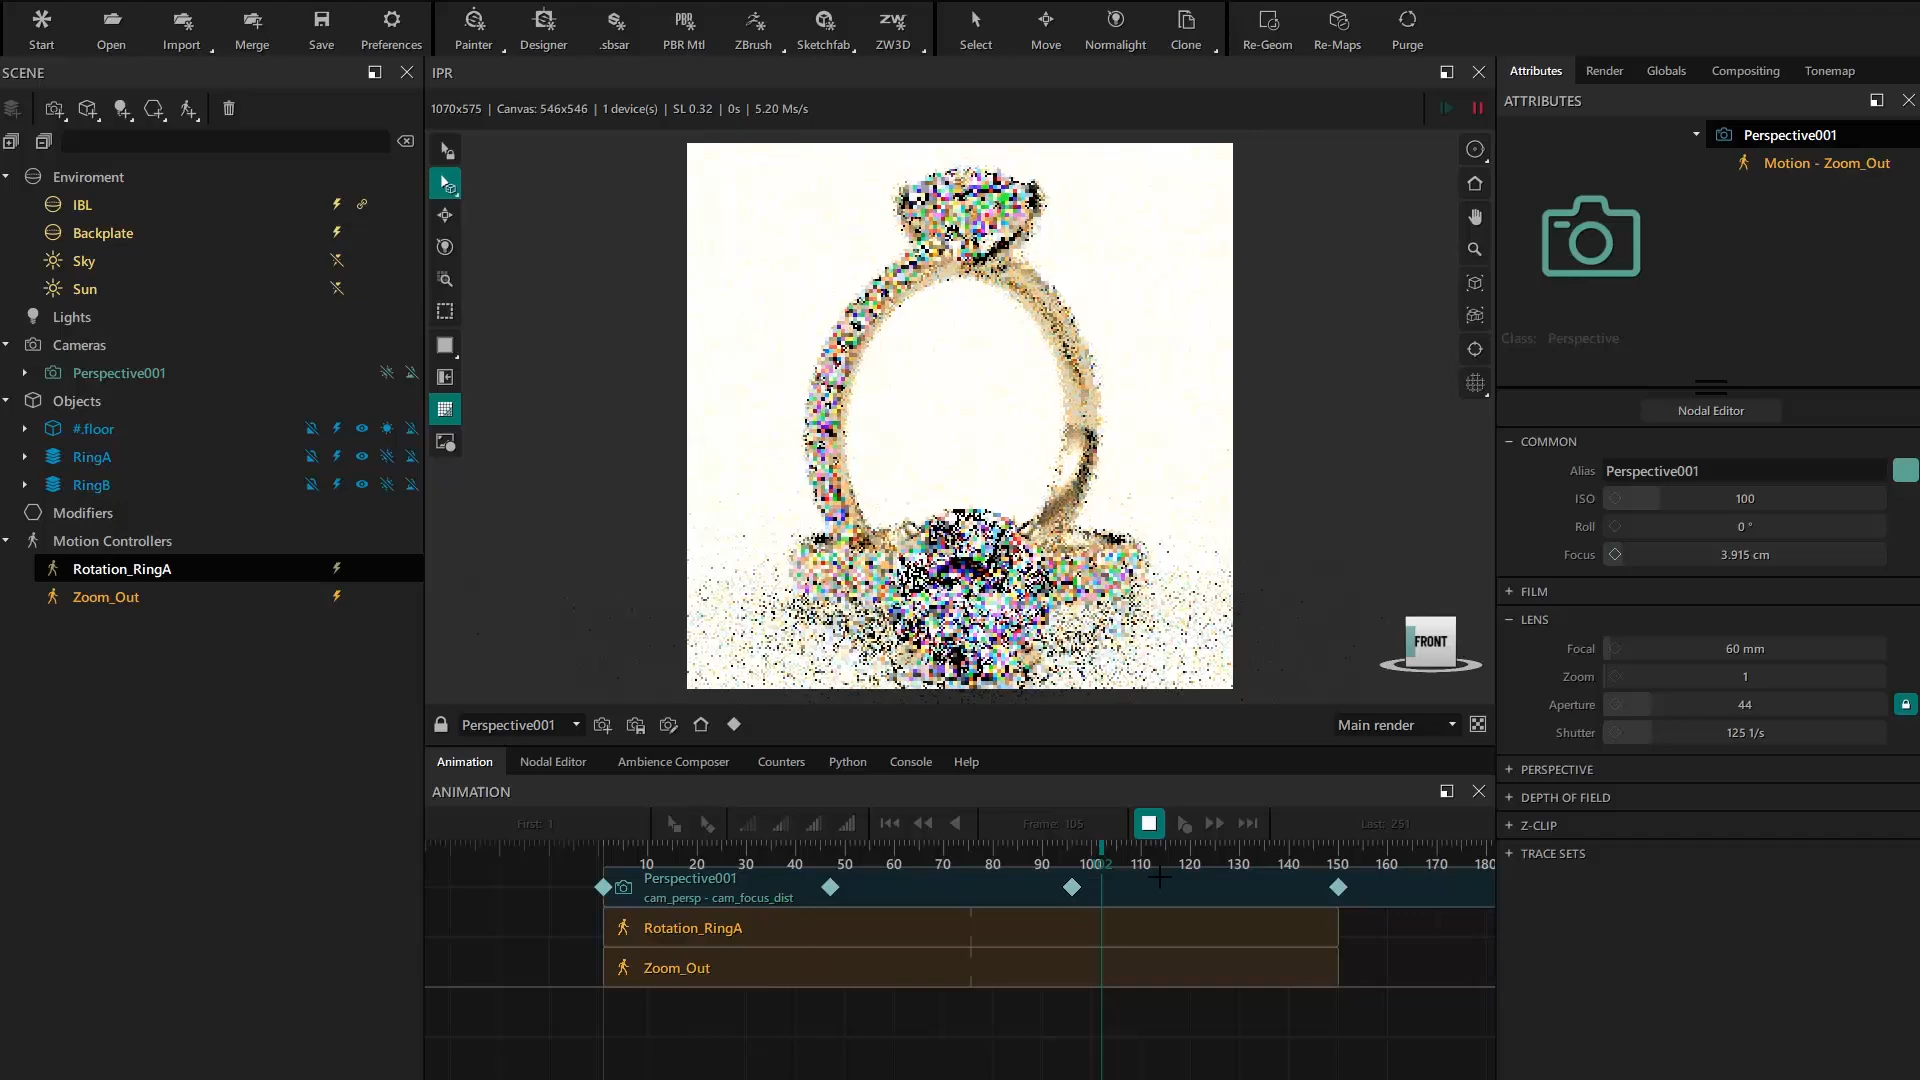 Start Open Import Merge Save Preferences Painter Designer .sbsar PBR Mtl ZBrush Sketchfab ZW3D Select Move Normalight Clone Re-Geom Re-Maps Purge
SCENE
Enviroment
IBL
Backplate
Sky
Sun
Lights
Cameras
Perspective001
Objects
#.floor
RingA
RingB
Modifiers
Motion Controllers
Rotation_RingA
Zoom_Out
IPR
1070x575 | Canvas: 546x546 | 1 device(s) | SL 0.32 | 0s | 5.20 Ms/s
FRONT
Perspective001 Main render
Animation Nodal Editor Ambience Composer Counters Python Console Help
ANIMATION
First: 1 Frame: 105 Last: 251
10 20 30 40 50 60 70 80 90 100 102 110 120 130 140 150 160 170 180
Perspective001
cam_persp - cam_focus_dist
Rotation_RingA
Zoom_Out
Attributes Render Globals Compositing Tonemap
ATTRIBUTES
Perspective001
Motion - Zoom_Out
Class: Perspective
Nodal Editor
COMMON
Alias Perspective001
ISO 100
Roll 0 °
Focus 3.915 cm
FILM
LENS
Focal 60 mm
Zoom 1
Aperture 44
Shutter 125 1/s
PERSPECTIVE
DEPTH OF FIELD
Z-CLIP
TRACE SETS